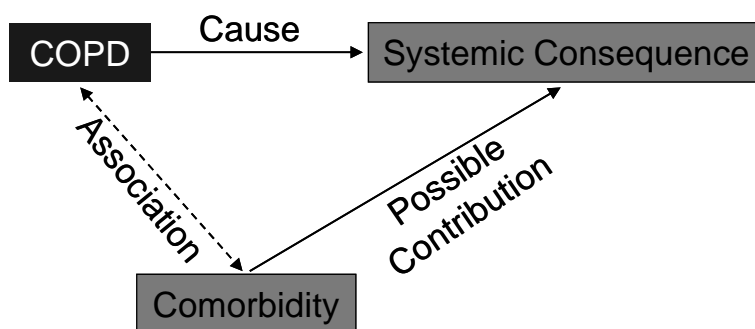 Cause
COPD
Systemic Consequence
Association
Possible
Contribution
Comorbidity